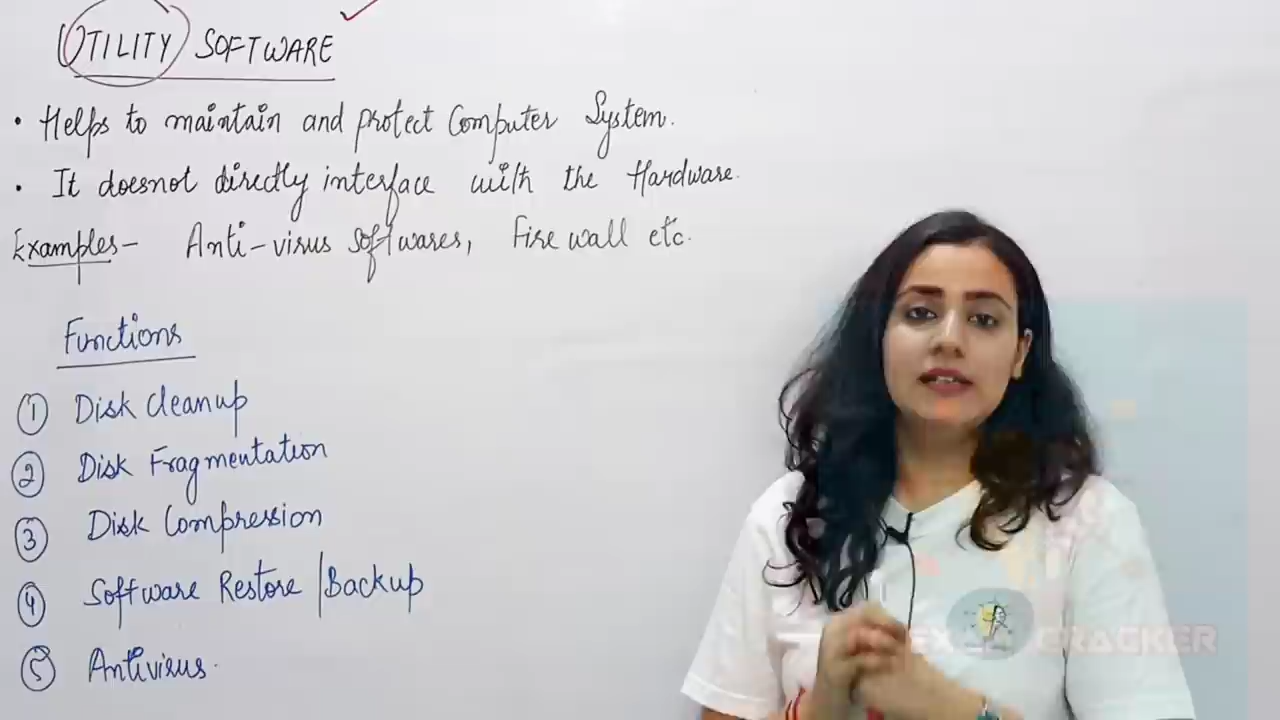 UTILITY SOFTWARE
• Helps to maintain and protect Computer System.
• It doesnot directly interface with the Hardware.
Examples- Anti-virus Softwares, Fire wall etc.
Functions
① Disk Cleanup
② Disk Fragmentation
③ Disk Compression
④ Software Restore / Backup
⑤ Antivirus.
EXAM CRACKER